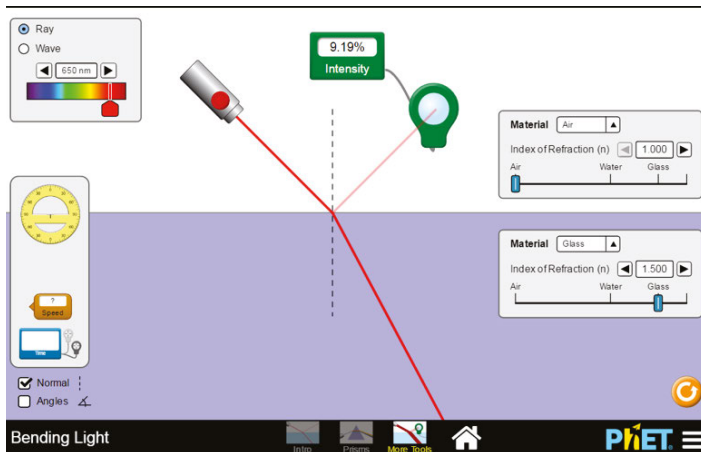 Ray
Wave
650 nm
9.19%
Intensity
Material Air
Index of Refraction (n) 1.000
Air Water Glass
Material Glass
Index of Refraction (n) 1.500
Air Water Glass
?
Speed
Time
Normal
Angles
Bending Light
Intro
Prisms
More Tools
PhET